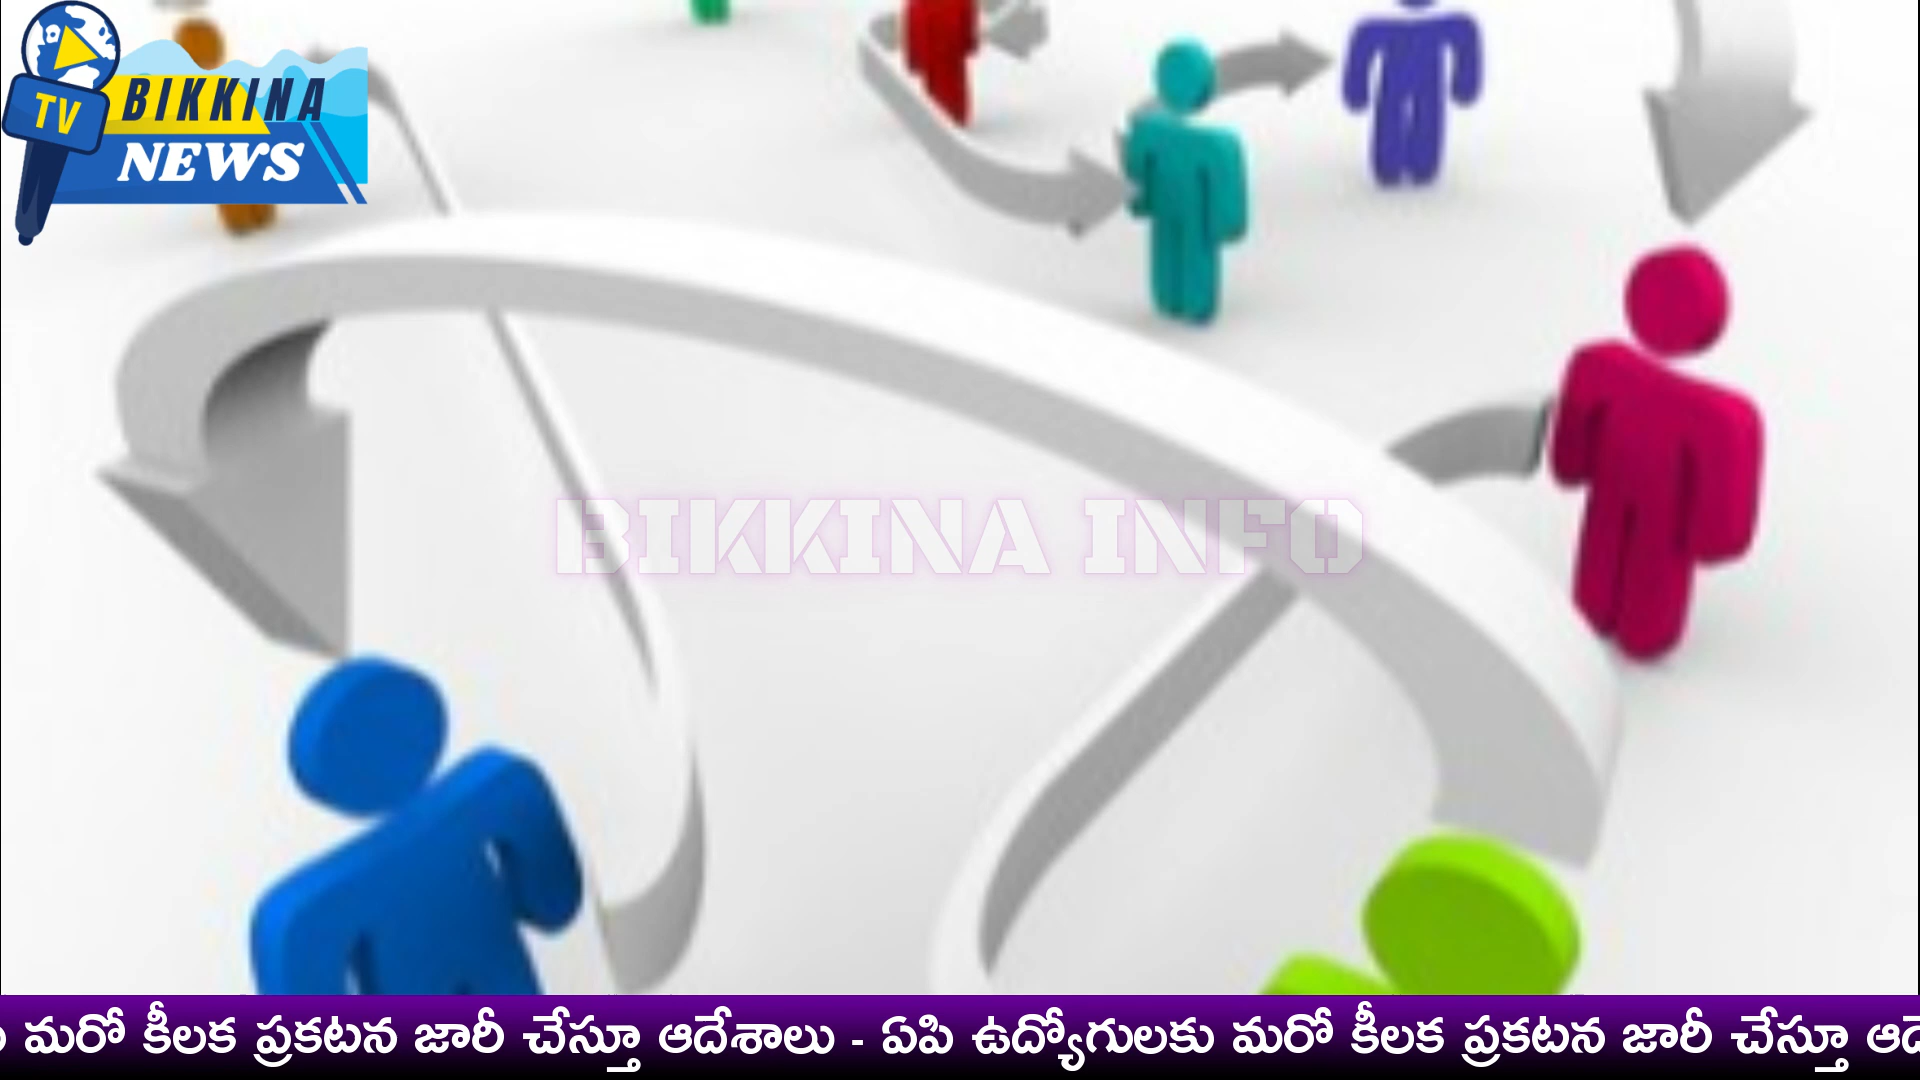 TV
BIKKINA
NEWS
BIKKINA INFO
మరో కీలక ప్రకటన జారీ చేస్తూ ఆదేశాలు - ఏపి ఉద్యోగులకు మరో కీలక ప్రకటన జారీ చేస్తూ